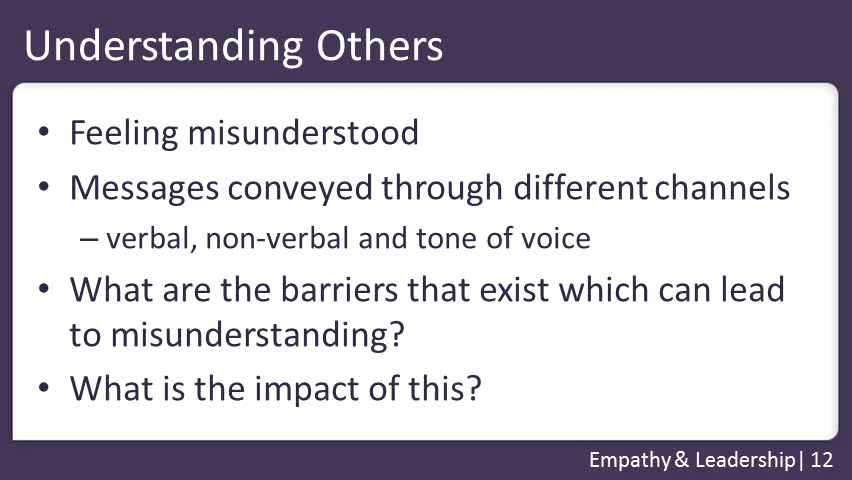 Understanding Others
• Feeling misunderstood
• Messages conveyed through different channels
– verbal, non-verbal and tone of voice
• What are the barriers that exist which can lead
to misunderstanding?
• What is the impact of this?
Empathy & Leadership| 12